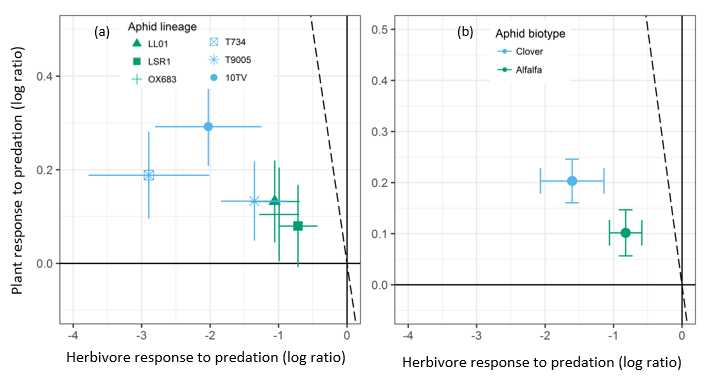 (a)
Aphid lineage
LL01
LSR1
OX683
T734
T9005
10TV
Plant response to predation (log ratio)
0.4
0.2
0.0
-4 -3 -2 -1 0
Herbivore response to predation (log ratio)
(b)
Aphid biotype
Clover
Alfalfa
0.5
0.4
0.3
0.2
0.1
0.0
-4 -3 -2 -1 0
Herbivore response to predation (log ratio)